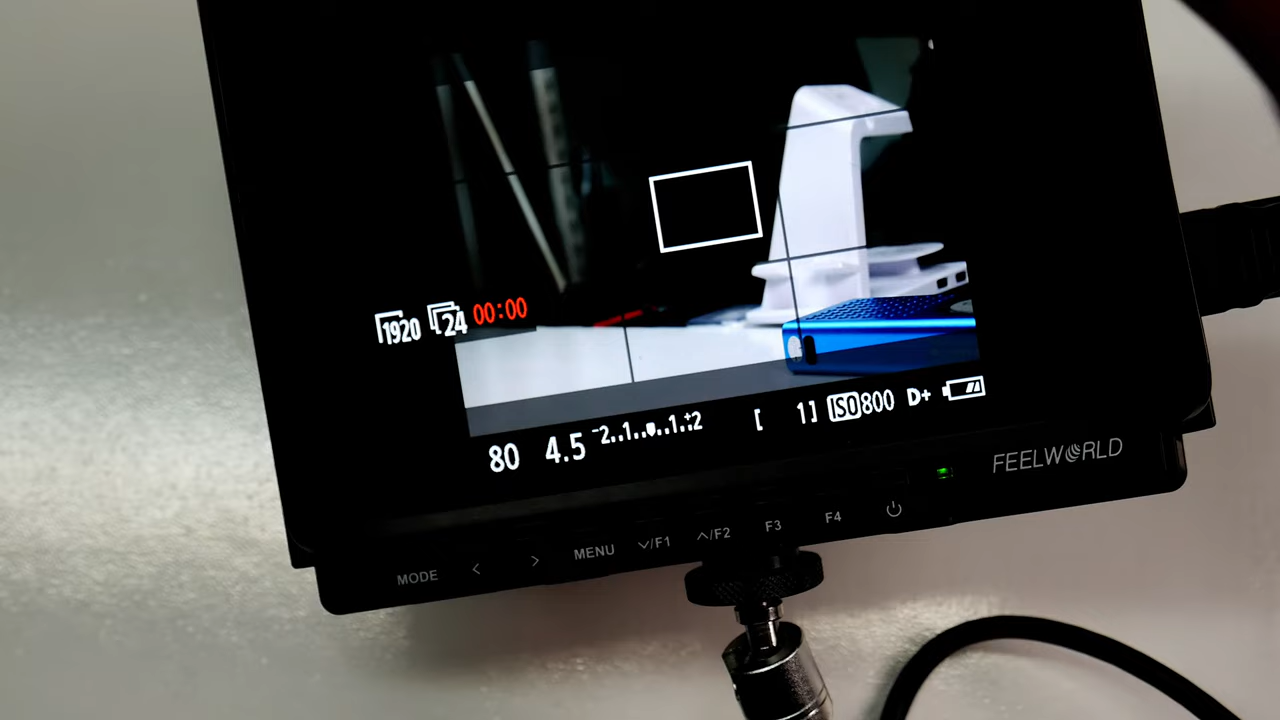 1920 24 00:00
80 4.5 -2..1..0..1.:2 [ 1] ISO800 D+
FEELWORLD
MODE < > MENU ∨/F1 ∧/F2 F3 F4